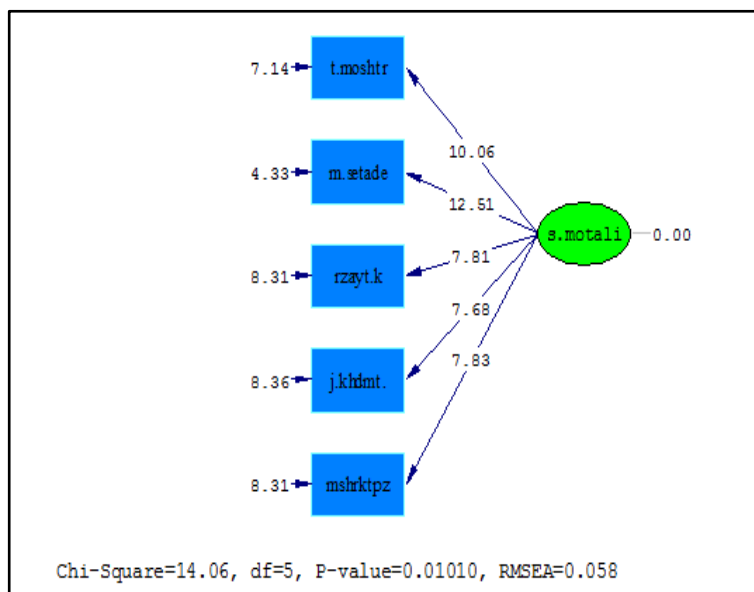 7.14 t.moshtr
10.06
4.33 m.setade
12.51
s.motali 0.00
7.81
8.31 rzayt.k
7.68
7.83
8.36 j.khdmt.
8.31 mshrktpz
Chi-Square=14.06, df=5, P-value=0.01010, RMSEA=0.058